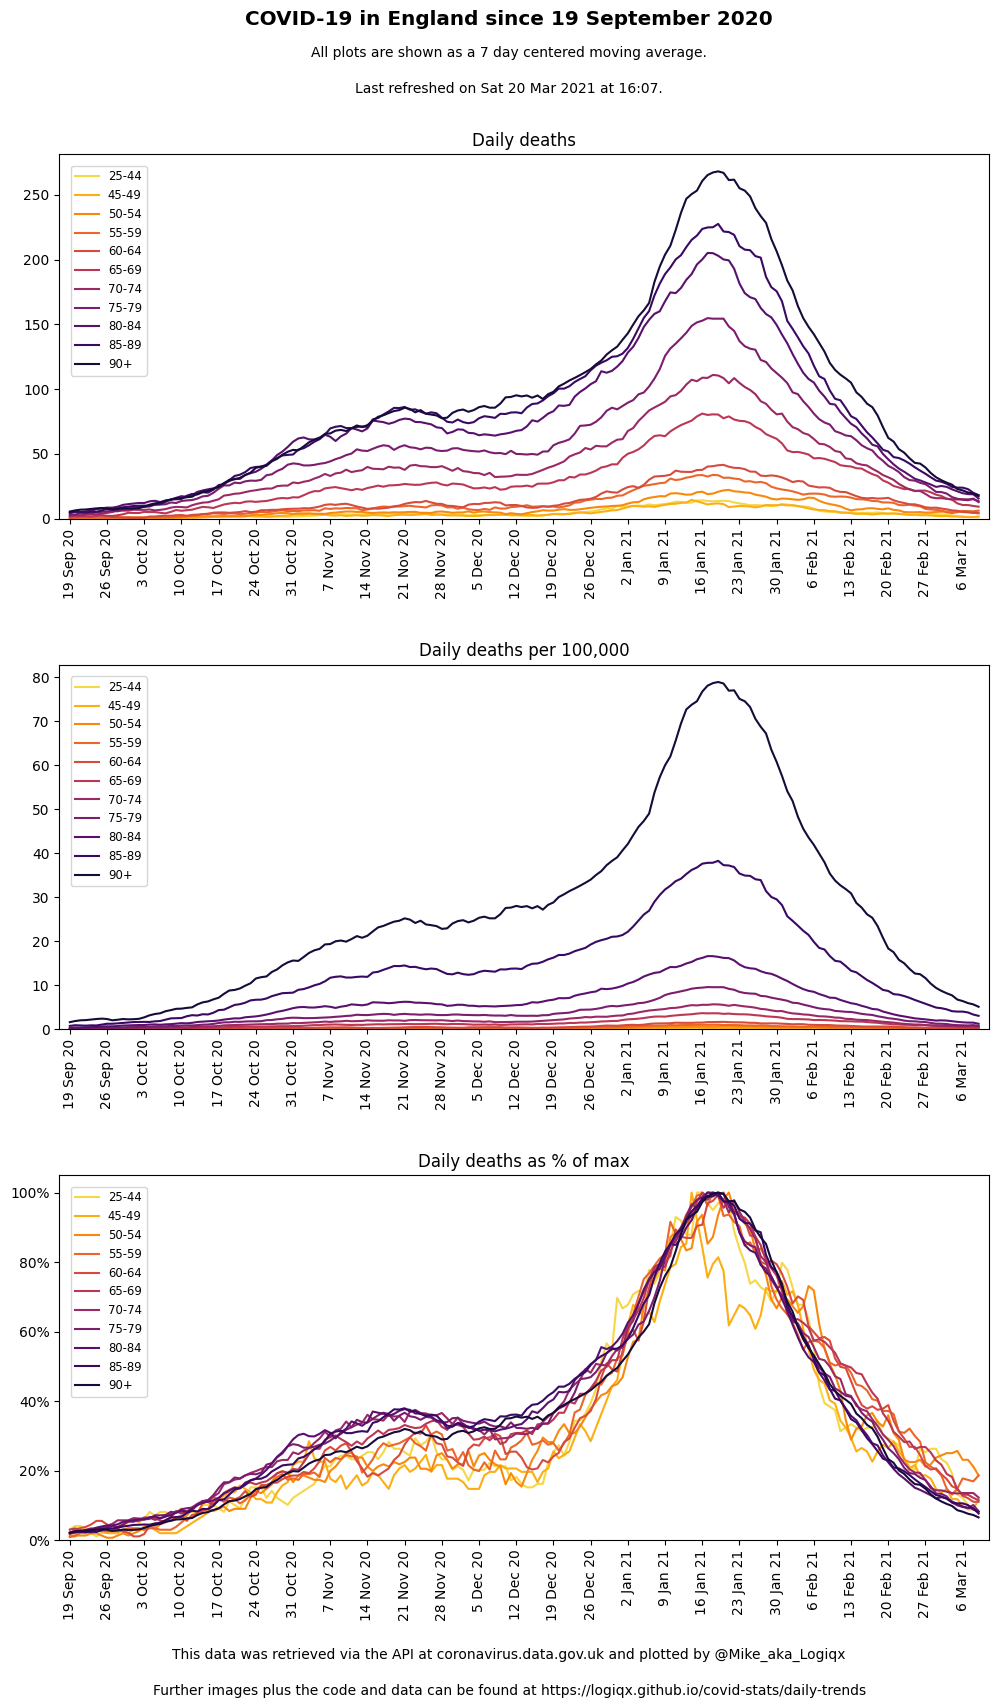 COVID-19 in England since 19 September 2020
All plots are shown as a 7 day centered moving average.
Last refreshed on Sat 20 Mar 2021 at 16:07.
Daily deaths
250
200
150
100
50
0
25-44
45-49
50-54
55-59
60-64
65-69
70-74
75-79
80-84
85-89
90+
19 Sep 20
26 Sep 20
3 Oct 20
10 Oct 20
17 Oct 20
24 Oct 20
31 Oct 20
7 Nov 20
14 Nov 20
21 Nov 20
28 Nov 20
5 Dec 20
12 Dec 20
19 Dec 20
26 Dec 20
2 Jan 21
9 Jan 21
16 Jan 21
23 Jan 21
30 Jan 21
6 Feb 21
13 Feb 21
20 Feb 21
27 Feb 21
6 Mar 21
Daily deaths per 100,000
80
70
60
50
40
30
20
10
0
25-44
45-49
50-54
55-59
60-64
65-69
70-74
75-79
80-84
85-89
90+
19 Sep 20
26 Sep 20
3 Oct 20
10 Oct 20
17 Oct 20
24 Oct 20
31 Oct 20
7 Nov 20
14 Nov 20
21 Nov 20
28 Nov 20
5 Dec 20
12 Dec 20
19 Dec 20
26 Dec 20
2 Jan 21
9 Jan 21
16 Jan 21
23 Jan 21
30 Jan 21
6 Feb 21
13 Feb 21
20 Feb 21
27 Feb 21
6 Mar 21
Daily deaths as % of max
100%
80%
60%
40%
20%
0%
25-44
45-49
50-54
55-59
60-64
65-69
70-74
75-79
80-84
85-89
90+
19 Sep 20
26 Sep 20
3 Oct 20
10 Oct 20
17 Oct 20
24 Oct 20
31 Oct 20
7 Nov 20
14 Nov 20
21 Nov 20
28 Nov 20
5 Dec 20
12 Dec 20
19 Dec 20
26 Dec 20
2 Jan 21
9 Jan 21
16 Jan 21
23 Jan 21
30 Jan 21
6 Feb 21
13 Feb 21
20 Feb 21
27 Feb 21
6 Mar 21
This data was retrieved via the API at coronavirus.data.gov.uk and plotted by @Mike_aka_Logiqx
Further images plus the code and data can be found at https://logiqx.github.io/covid-stats/daily-trends